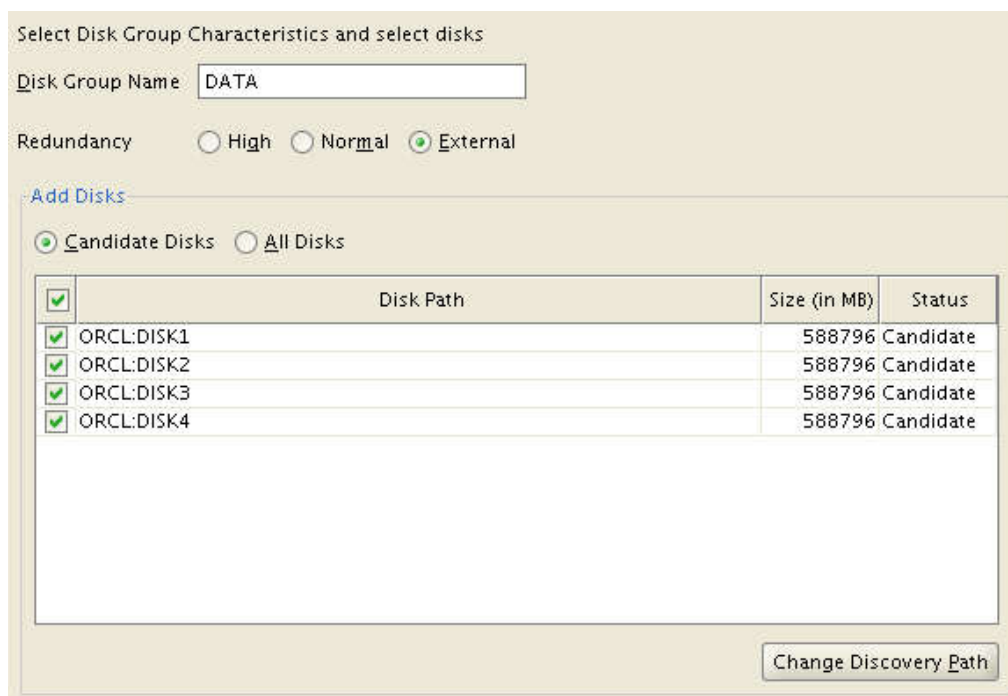 Select Disk Group Characteristics and select disks
Disk Group Name DATA
Redundancy High Normal External
Add Disks
Candidate Disks All Disks
Disk Path Size (in MB) Status
ORCL:DISK1 588796 Candidate
ORCL:DISK2 588796 Candidate
ORCL:DISK3 588796 Candidate
ORCL:DISK4 588796 Candidate
Change Discovery Path